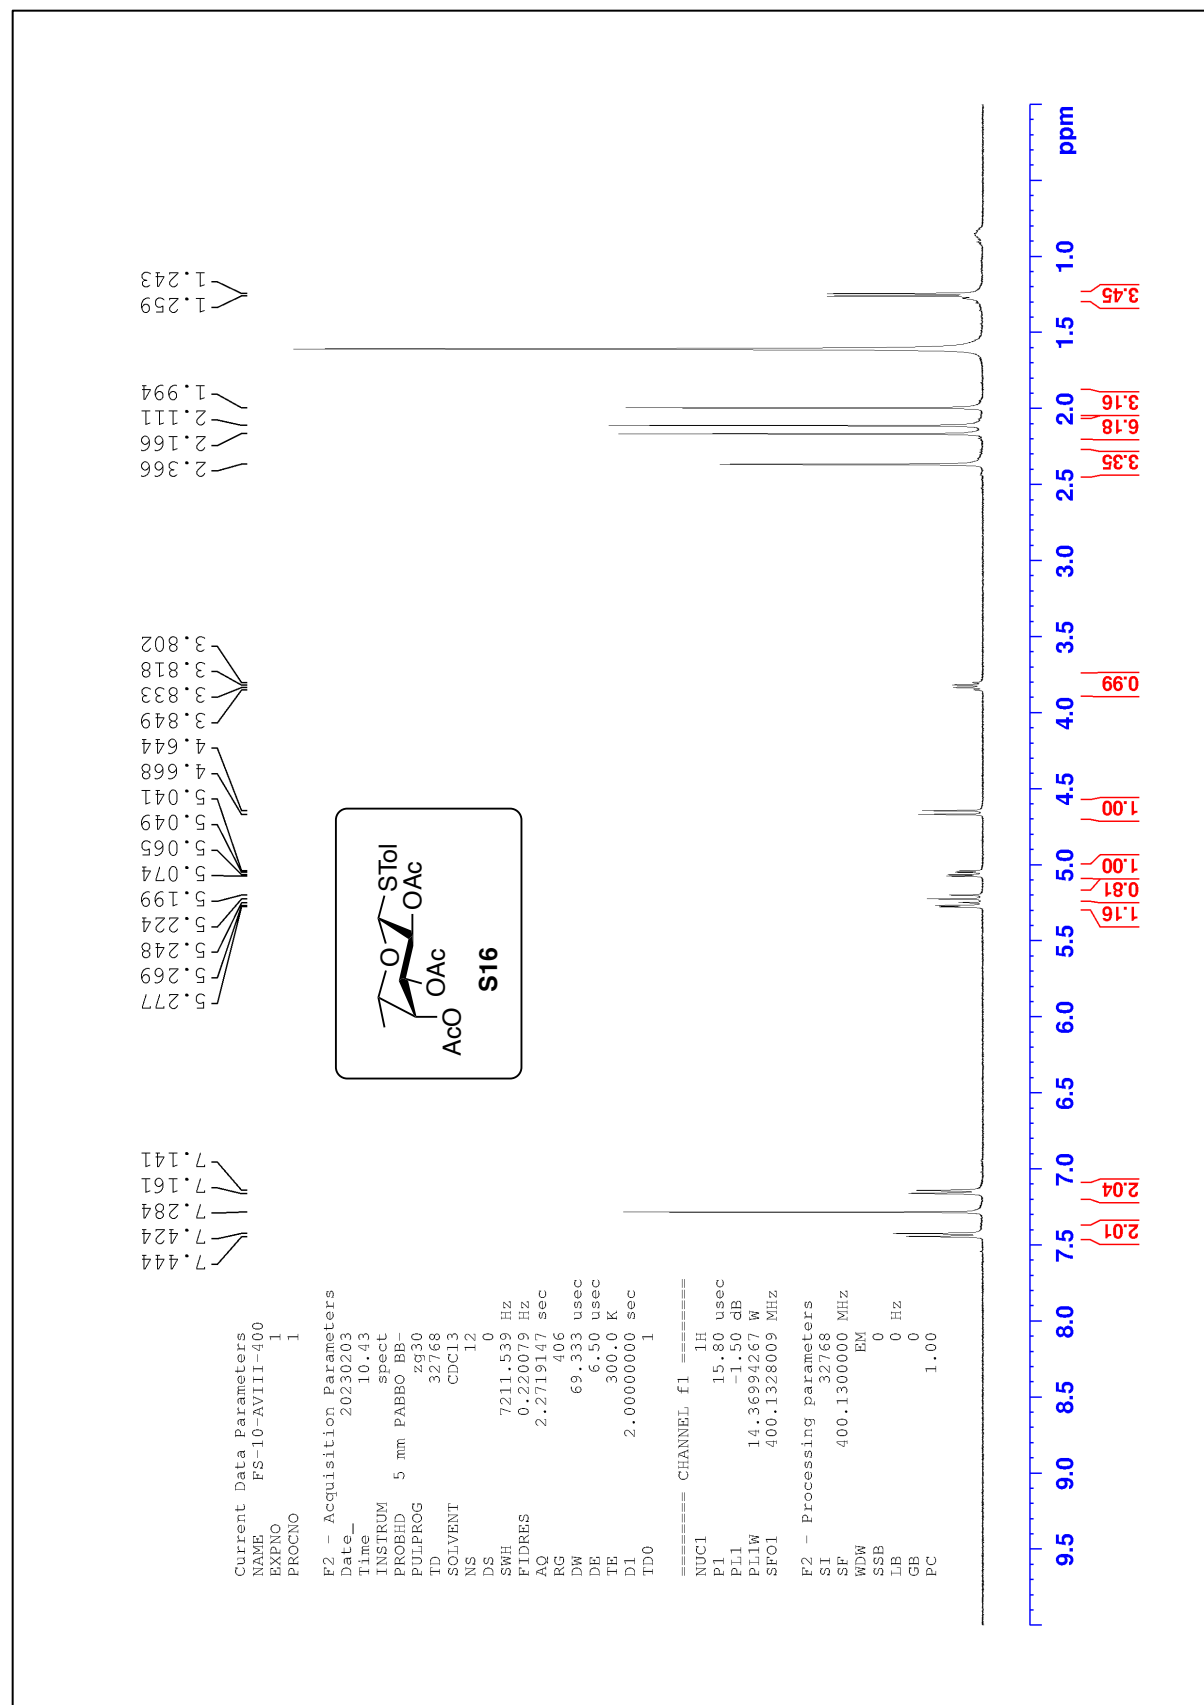 7.444
7.424
7.284
7.161
7.141
5.277
5.269
5.248
5.224
5.199
5.074
5.065
5.049
5.041
4.668
4.644
3.849
3.833
3.818
3.802
2.366
2.166
2.111
1.994
1.259
1.243
Current Data Parameters
NAME FS-10-AVIII-400
EXPNO 1
PROCNO 1
F2 - Acquisition Parameters
Date_ 20230203
Time 10.43
INSTRUM spect
PROBHD 5 mm PABBO BB-
PULPROG zg30
TD 32768
SOLVENT CDCl3
NS 12
DS 0
SWH 7211.539 Hz
FIDRES 0.220079 Hz
AQ 2.2719147 sec
RG 406
DW 69.333 usec
DE 6.50 usec
TE 300.0 K
D1 2.00000000 sec
TD0 1
======== CHANNEL f1 ========
NUC1 1H
P1 15.80 usec
PL1 -1.50 dB
PL1W 14.36994267 W
SFO1 400.1328009 MHz
F2 - Processing parameters
SI 32768
SF 400.1300000 MHz
WDW EM
SSB 0
LB 0 Hz
GB 0
PC 1.00
O
STol
OAc
OAc
AcO
S16
9.5 9.0 8.5 8.0 7.5 7.0 6.5 6.0 5.5 5.0 4.5 4.0 3.5 3.0 2.5 2.0 1.5 1.0 ppm
2.01
2.04
1.16
0.81
1.00
1.00
0.99
3.35
6.18
3.16
3.45